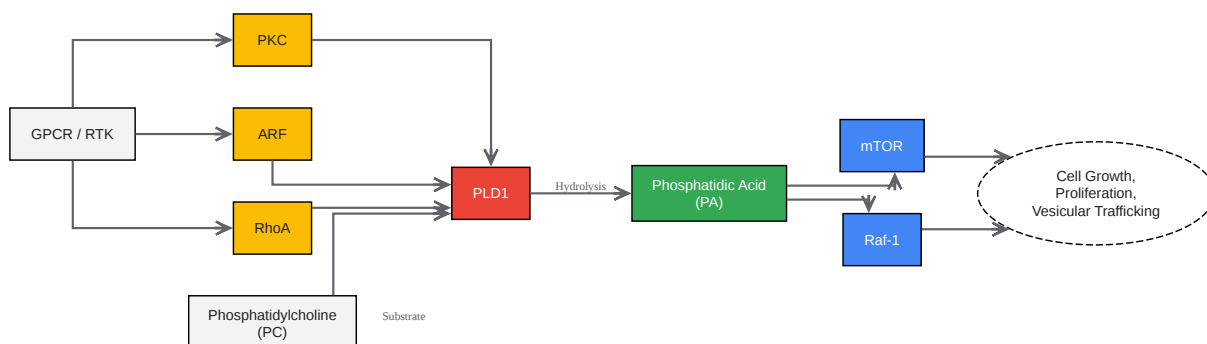 PKC
GPCR / RTK
ARF
RhoA
Phosphatidylcholine
(PC)
Substrate
PLD1
Hydrolysis
Phosphatidic Acid
(PA)
mTOR
Raf-1
Cell Growth,
Proliferation,
Vesicular Trafficking